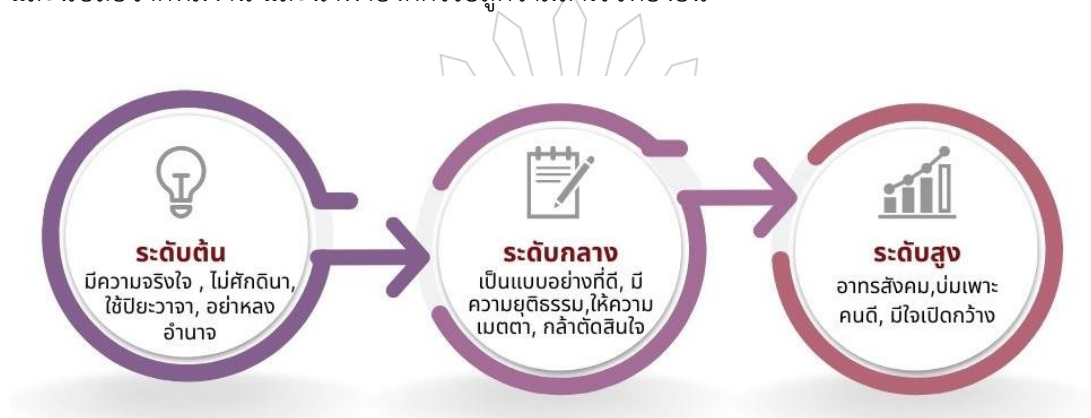 ระดับต้น
มีความจริงใจ , ไม่ศักดินา,
ใช้ปิยะวาจา, อย่าหลง
อำนาจ
ระดับกลาง
เป็นแบบอย่างที่ดี, มี
ความยุติธรรม,ให้ความ
เมตตา, กล้าตัดสินใจ
ระดับสูง
อาทรสังคม,บ่มเพาะ
คนดี, มีใจเปิดกว้าง